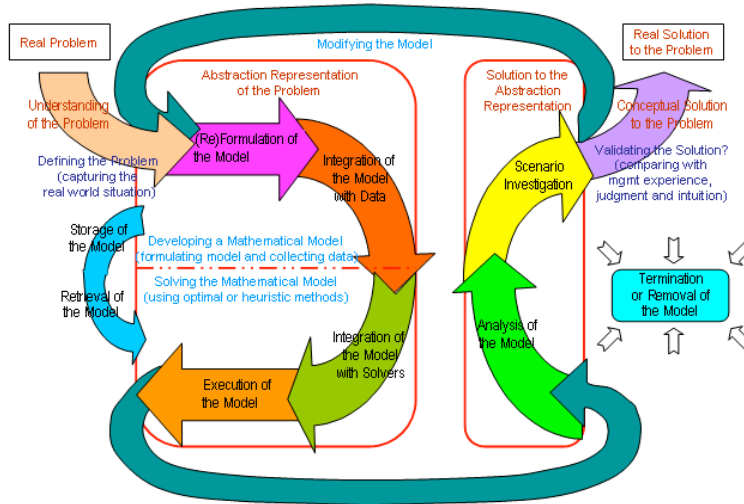 Real Problem
Real Solution
to the Problem
Modifying the Model
Abstraction Representation
of the Problem
Solution to the
Abstraction
Representation
Understanding
of the Problem
Conceptual Solution
to the Problem
(Re)Formulation of
the Model
Integration of
the Model
with Data
Scenario
Investigation
Defining the Problem
(capturing the
real world situation)
Validating the Solution?
(comparing with
mgmt experience,
judgment and intuition)
Storage of
the Model
Developing a Mathematical Model
(formulating model and collecting data)
Retrieval of
the Model
Solving the Mathematical Model
(using optimal or heuristic methods)
Termination
or Removal of
the Model
Integration of
the Model
with Solvers
Analysis of
the Model
Execution of
the Model